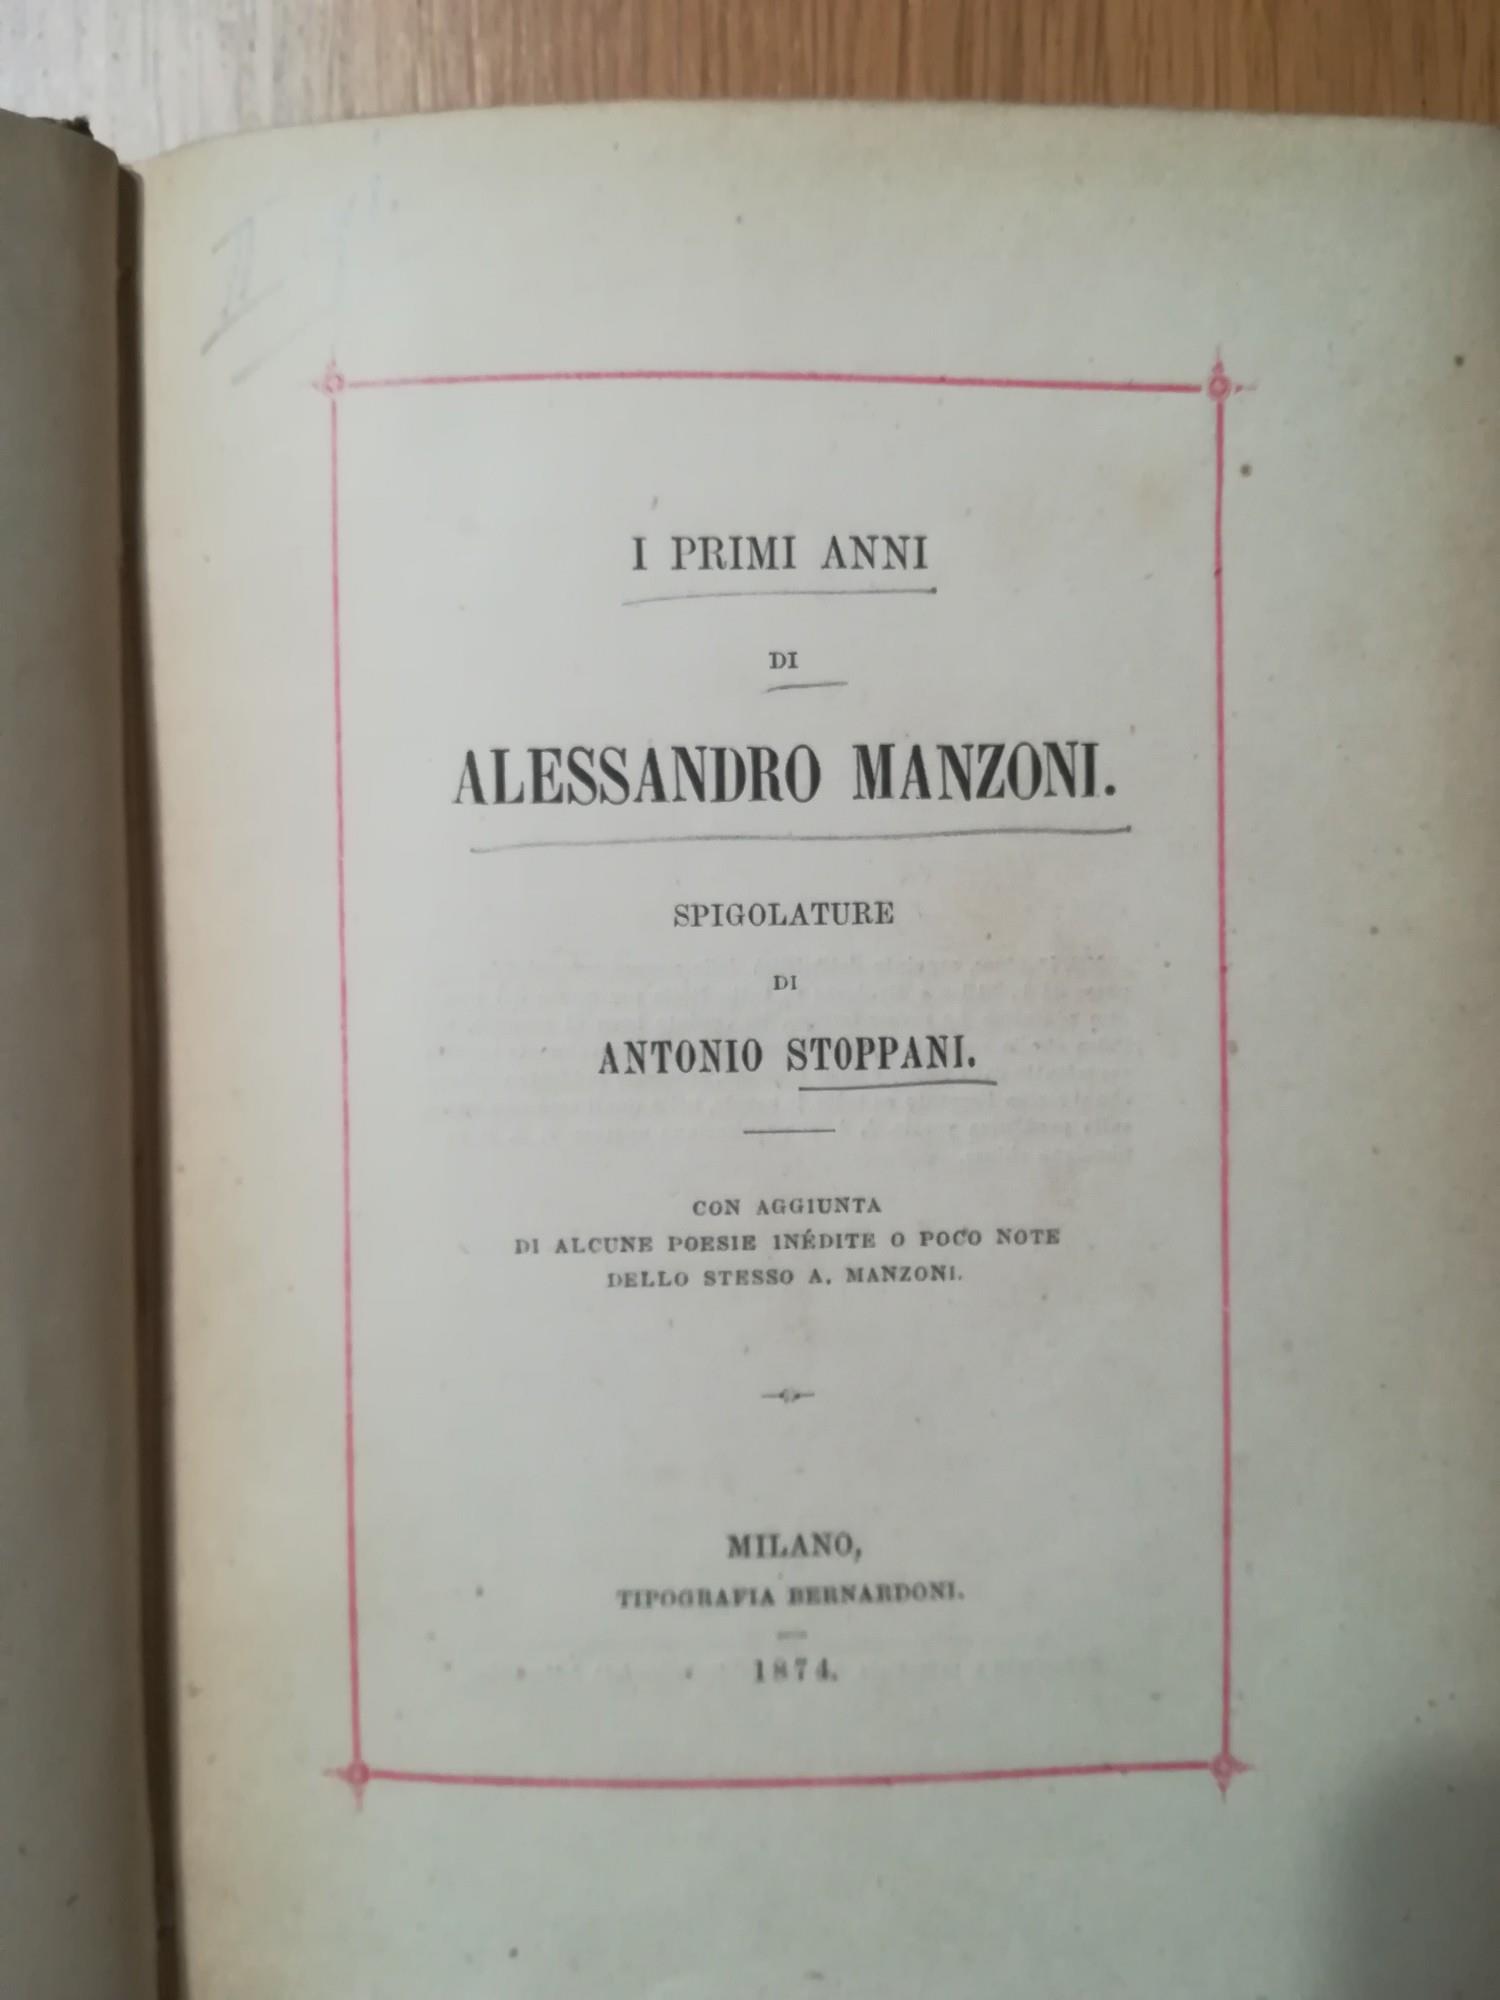 I PRIMI ANNI
DI
ALESSANDRO MANZONI.
SPIGOLATURE
DI
ANTONIO STOPPANI.
CON AGGIUNTA
DI ALCUNE POESIE INÉDITE O POCO NOTE
DELLO STESSO A. MANZONI.
MILANO,
TIPOGRAFIA BERNARDONI.
1874.